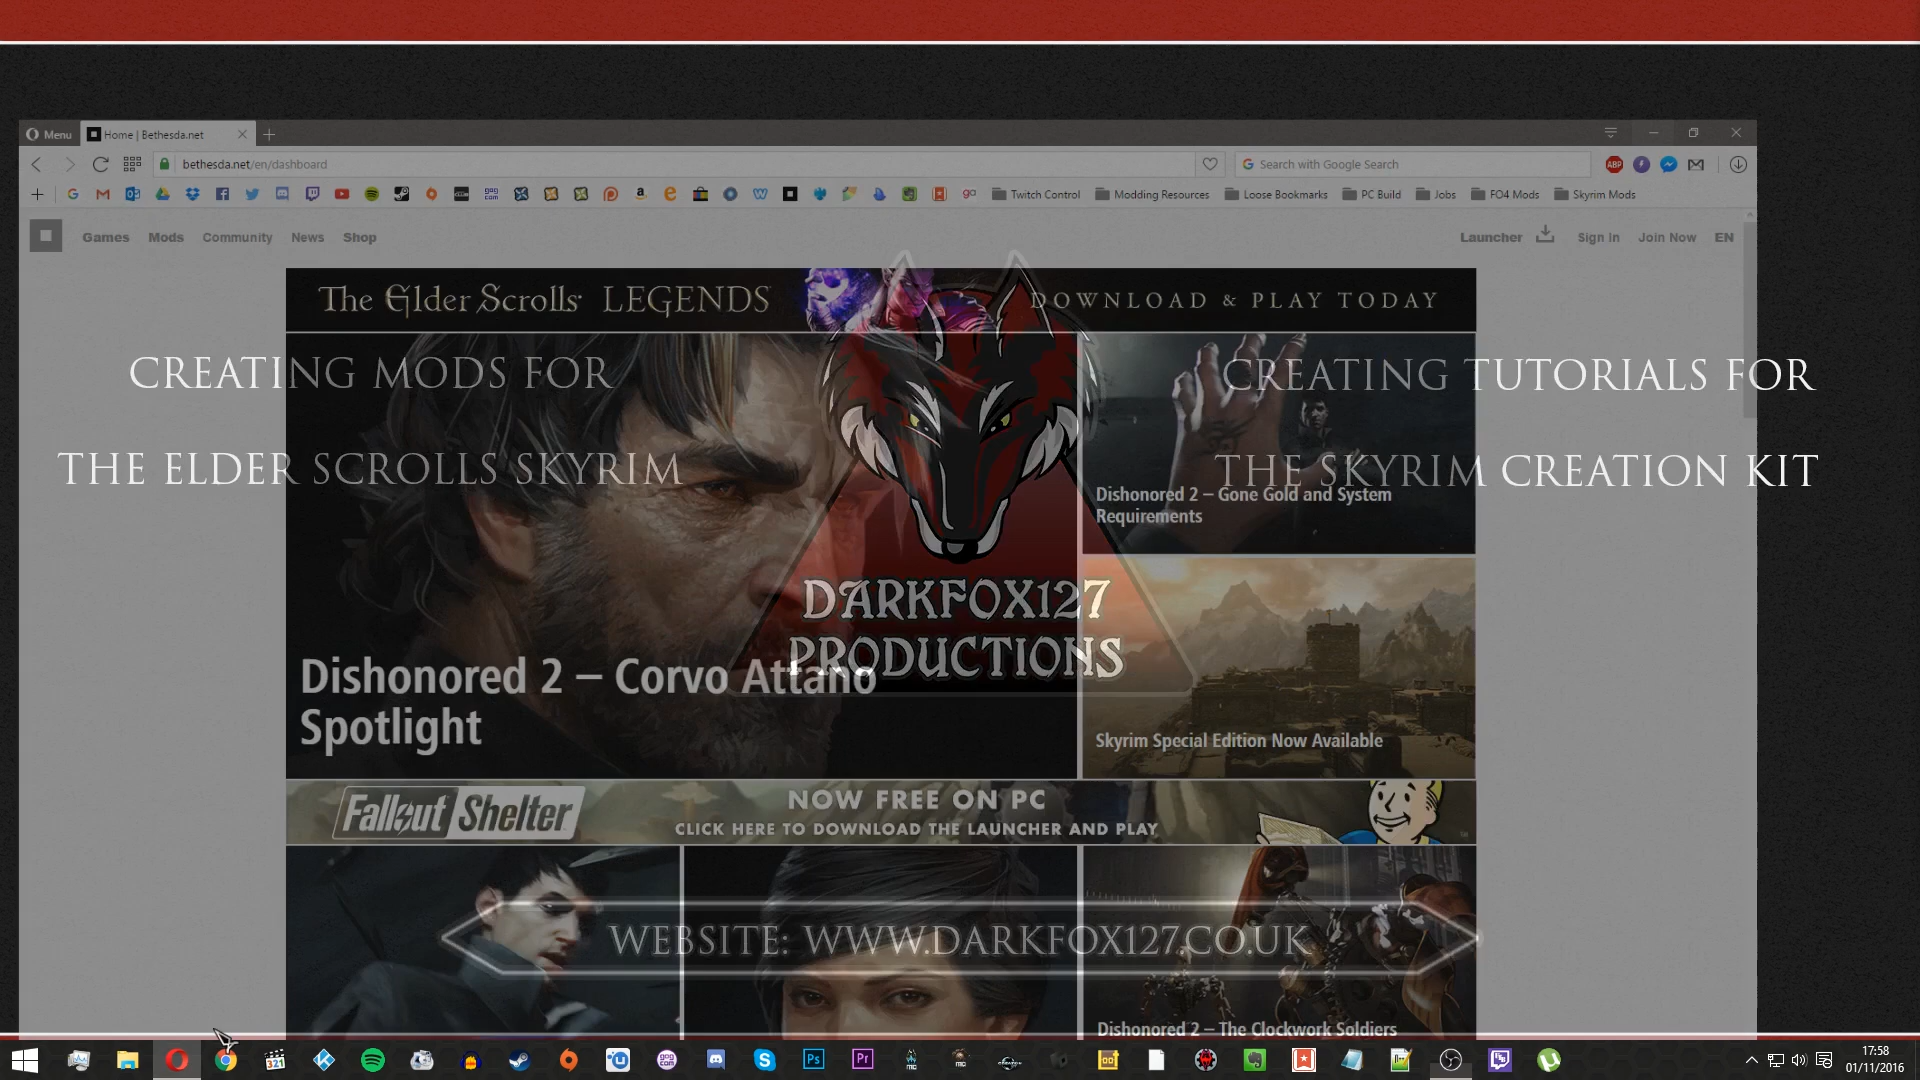 Menu
Home | Bethesda.net
bethesda.net/en/dashboard
Search with Google Search
ABP
Twitch Control
Modding Resources
Loose Bookmarks
PC Build
Jobs
FO4 Mods
Skyrim Mods
Games
Mods
Community
News
Shop
Launcher
Sign In
Join Now
EN
The Elder Scrolls LEGENDS
DOWNLOAD & PLAY TODAY
CREATING MODS FOR
THE ELDER SCROLLS SKYRIM
CREATING TUTORIALS FOR
THE SKYRIM CREATION KIT
Dishonored 2 – Gone Gold and System
Requirements
DARKFOX127
PRODUCTIONS
Dishonored 2 – Corvo Attano
Spotlight
Skyrim Special Edition Now Available
Fallout Shelter
NOW FREE ON PC
CLICK HERE TO DOWNLOAD THE LAUNCHER AND PLAY
WEBSITE: WWW.DARKFOX127.CO.UK
Dishonored 2 – The Clockwork Soldiers
321
Ps
Pr
17:58
01/11/2016